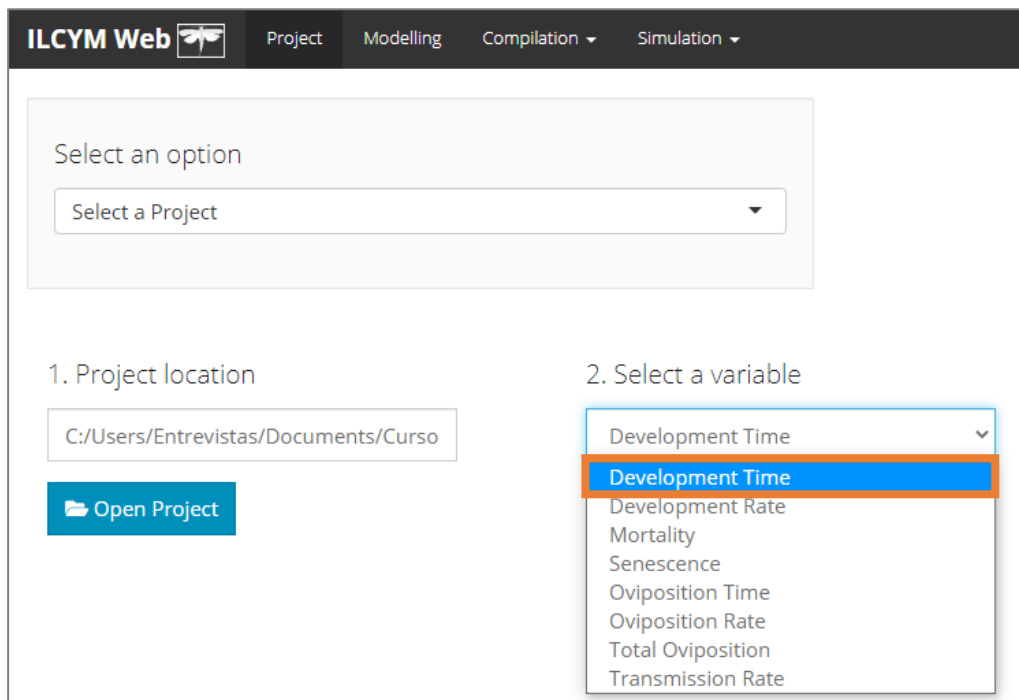 ILCYM Web Project Modelling Compilation Simulation
Select an option
Select a Project
1. Project location
C:/Users/Entrevistas/Documents/Curso
Open Project
2. Select a variable
Development Time
Development Time
Development Rate
Mortality
Senescence
Oviposition Time
Oviposition Rate
Total Oviposition
Transmission Rate